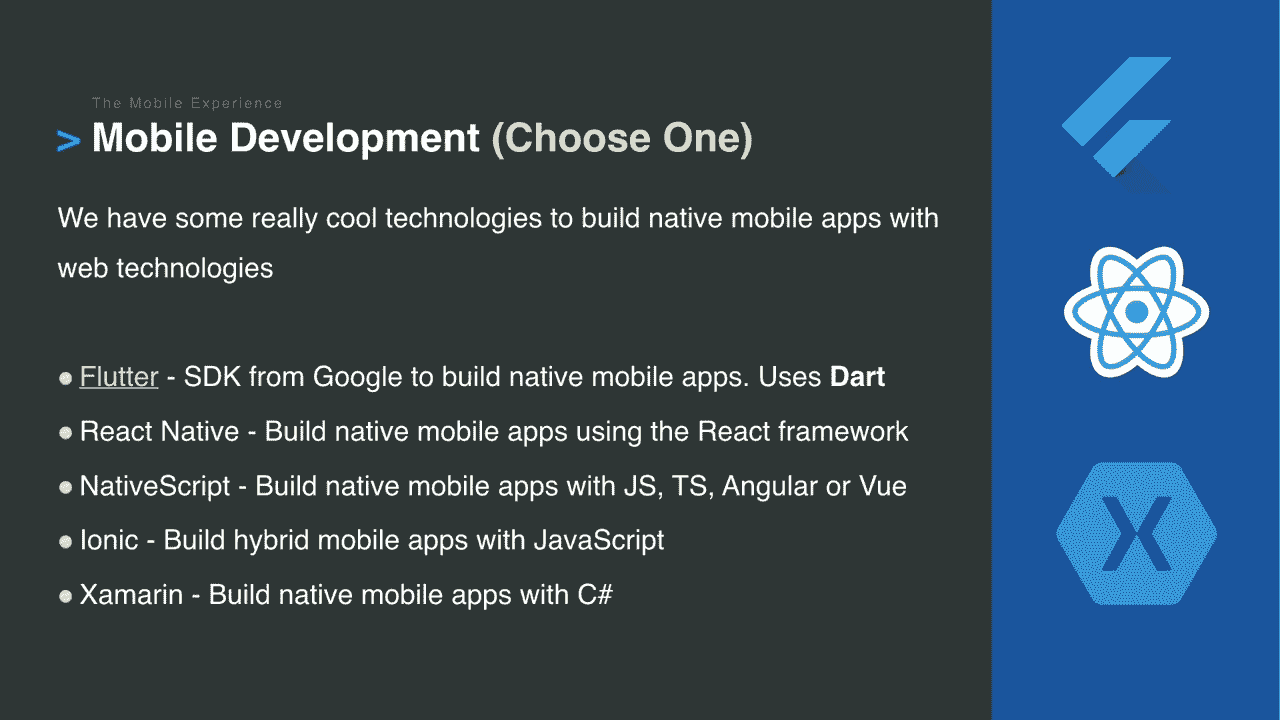 The Mobile Experience
> Mobile Development (Choose One)
We have some really cool technologies to build native mobile apps with
web technologies
● Flutter - SDK from Google to build native mobile apps. Uses Dart
● React Native - Build native mobile apps using the React framework
● NativeScript - Build native mobile apps with JS, TS, Angular or Vue
● Ionic - Build hybrid mobile apps with JavaScript
● Xamarin - Build native mobile apps with C#